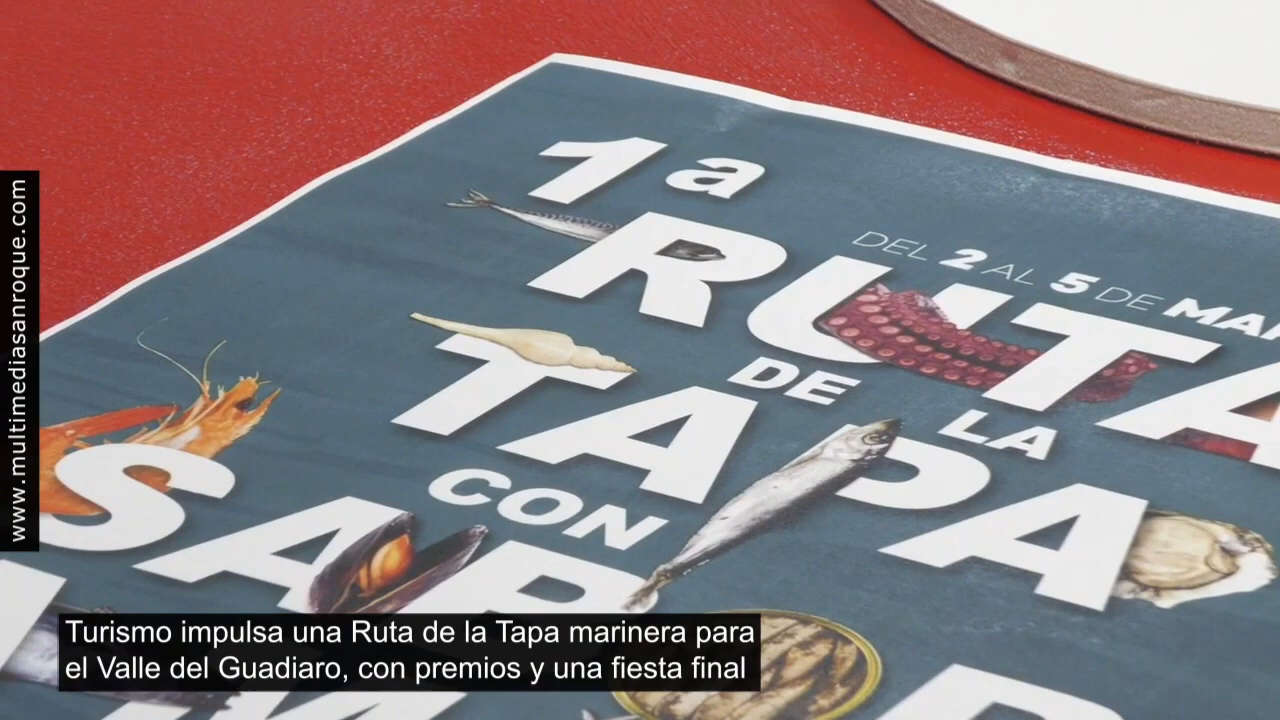 1ª
RUTA
DEL 2 AL 5 DE
DE LA
TAPA
CON
www.multimediasanroque.com
Turismo impulsa una Ruta de la Tapa marinera para
el Valle del Guadiaro, con premios y una fiesta final